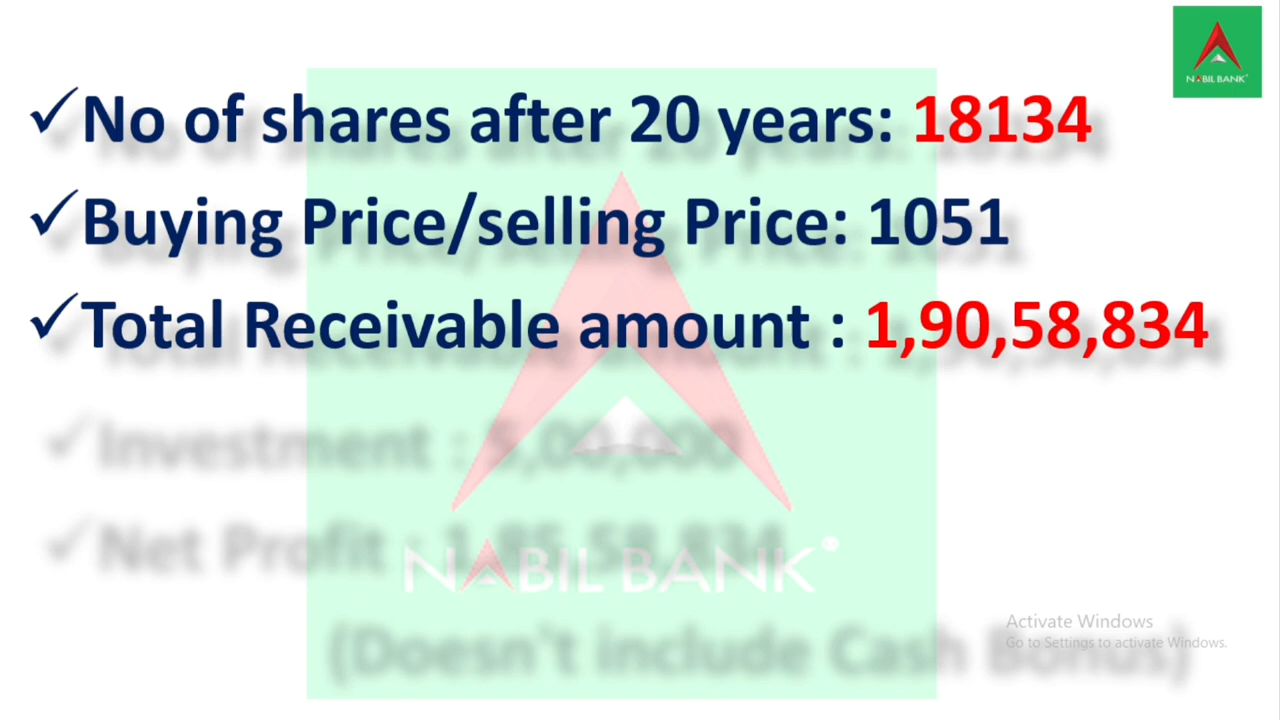 NABIL BANK
✓No of shares after 20 years: 18134
✓Buying Price/selling Price: 1051
✓Total Receivable amount : 1,90,58,834
✓Investment : 5,00,000
✓Net Profit : 1,85,58,834
NABIL BANK
Activate Windows
Go to Settings to activate Windows.
(Doesn't include Cash Bonus)